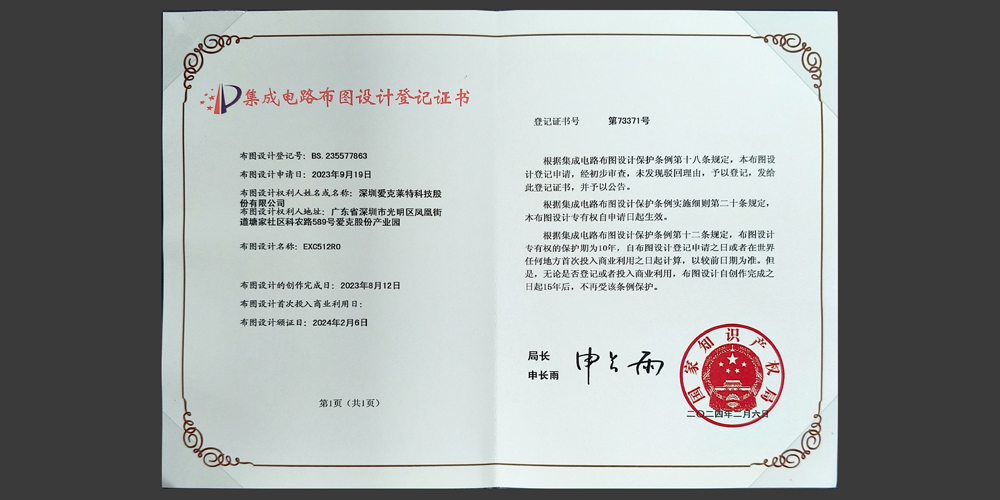 集成电路布图设计登记证书
布图设计登记号：BS.235577863
布图设计申请日：2023年9月19日
布图设计权利人姓名或名称：深圳爱克莱特科技股
份有限公司
布图设计权利人地址：广东省深圳市光明区凤凰街
道塘家社区科农路589号爱克股份产业园
布图设计名称：EXC512R0
布图设计的创作完成日：2023年8月12日
布图设计首次投入商业利用日：
布图设计颁证日：2024年2月6日
第1页（共1页）
登记证书号 第73371号
根据集成电路布图设计保护条例第十八条规定，本布图设
计登记申请，经初步审查，未发现驳回理由，予以登记，发给
此登记证书，并予以公告。
根据集成电路布图设计保护条例实施细则第二十条规定，
本布图设计专有权自申请日起生效。
根据集成电路布图设计保护条例第十二条规定，布图设计
专有权的保护期为10年，自布图设计登记申请之日或者在世界
任何地方首次投入商业利用之日起计算，以较前日期为准。但
是，无论是否登记或者投入商业利用，布图设计自创作完成之
日起15年后，不再受该条例保护。
局长
申长雨
申长雨
国家知识产权局
二〇二四年二月六日